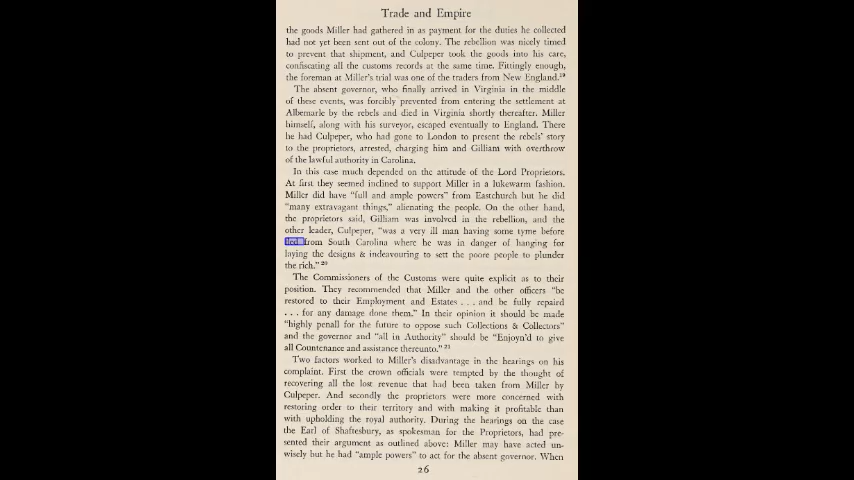 Trade and Empire
the goods Miller had gathered in as payment for the duties he collected
had not yet been sent out of the colony. The rebellion was nicely timed
to prevent that shipment, and Culpeper took the goods into his care,
confiscating all the customs records at the same time. Fittingly enough,
the foreman at Miller's trial was one of the traders from New England.19
The absent governor, who finally arrived in Virginia in the middle
of these events, was forcibly prevented from entering the settlement at
Albemarle by the rebels and died in Virginia shortly thereafter. Miller
himself, along with his surveyor, escaped eventually to England. There
he had Culpeper, who had gone to London to present the rebels' story
to the proprietors, arrested, charging him and Gilliam with overthrow
of the lawful authority in Carolina.
In this case much depended on the attitude of the Lord Proprietors.
At first they seemed inclined to support Miller in a lukewarm fashion.
Miller did have "full and ample powers" from Eastchurch but he did
"many extravagant things," alienating the people. On the other hand,
the proprietors said, Gilliam was involved in the rebellion, and the
other leader, Culpeper, "was a very ill man having some tyme before
from South Carolina where he was in danger of hanging for
laying the designs & indeavouring to sett the poore people to plunder
the rich." 20
The Commissioners of the Customs were quite explicit as to their
position. They recommended that Miller and the other officers "be
restored to their Employment and Estates . . . and be fully repaired
. . . for any damage done them." In their opinion it should be made
"highly penall for the future to oppose such Collections & Collectors"
and the governor and "all in Authority" should be "Enjoyn'd to give
all Countenance and assistance thereunto." 21
Two factors worked to Miller's disadvantage in the hearings on his
complaint. First the crown officials were tempted by the thought of
recovering all the lost revenue that had been taken from Miller by
Culpeper. And secondly the proprietors were more concerned with
restoring order to their territory and with making it profitable than
with upholding the royal authority. During the hearings on the case
the Earl of Shaftesbury, as spokesman for the Proprietors, had pre-
sented their argument as outlined above: Miller may have acted un-
wisely but he had "ample powers" to act for the absent governor. When
26